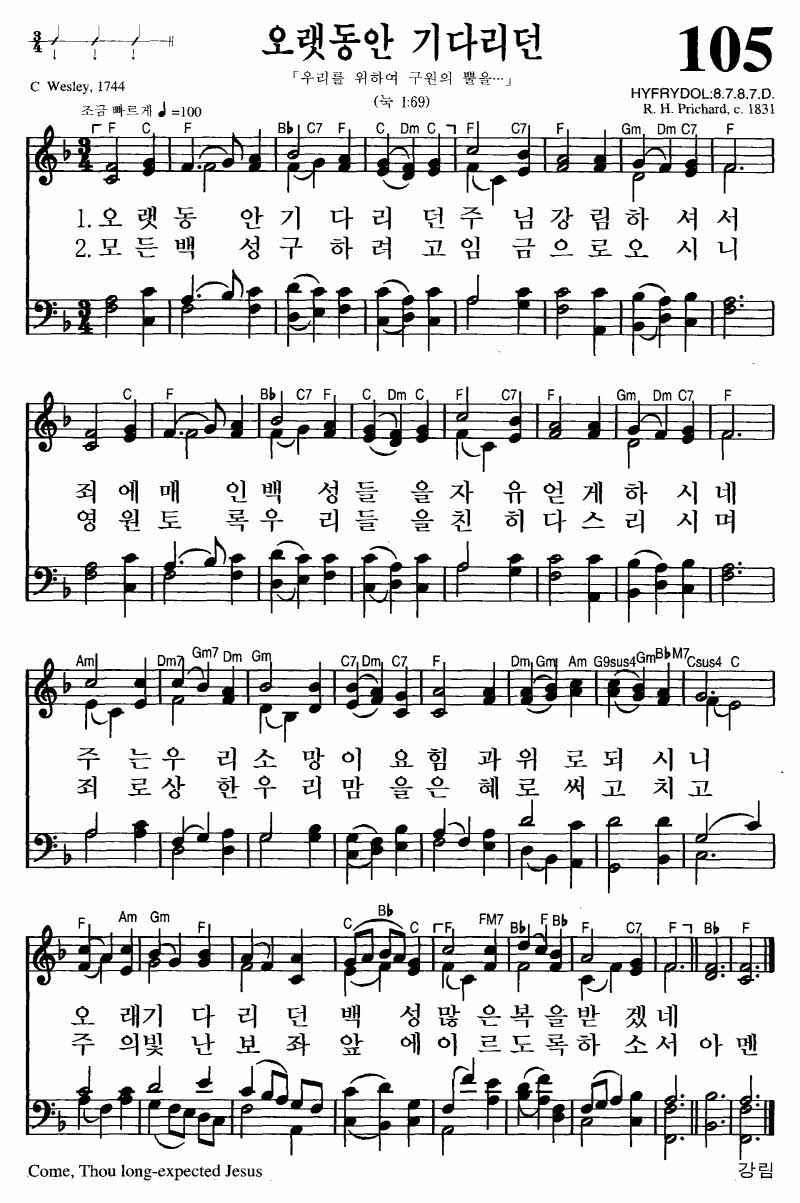 오랫동안 기다리던
105
「우리를 위하여 구원의 뿔을…」
(눅 1:69)
C Wesley, 1744
HYFRYDOL:8.7.8.7.D.
R. H. Prichard, c. 1831
조금 빠르게 ♩=100
3/4
F C F B♭ C7 F C Dm C F C7 F Gm Dm C7 F
1. 오 랫 동 안 기 다 리 던 주 님 강 림 하 셔 서
2. 모 든 백 성 구 하 려 고 임 금 으 로 오 시 니
C F B♭ C7 F C Dm C F C7 F Gm Dm C7 F
죄 에 매 인 백 성 들 을 자 유 얻 게 하 시 네
영 원 토 록 우 리 들 을 친 히 다 스 리 시 며
Am Dm7 Gm7 Dm Gm C7 Dm C7 F Dm Gm Am G9sus4 Gm B♭M7 Csus4 C
주 는 우 리 소 망 이 요 힘 과 위 로 되 시 니
죄 로 상 한 우 리 맘 을 은 혜 로 써 고 치 고
F Am Gm F C B♭ C F FM7 B♭ F B♭ F C7 F B♭ F
오 래 기 다 리 던 백 성 많 은 복 을 받 겠 네
주 의 빛 난 보 좌 앞 에 이 르 도 록 하 소 서 아 멘
Come, Thou long-expected Jesus
강림